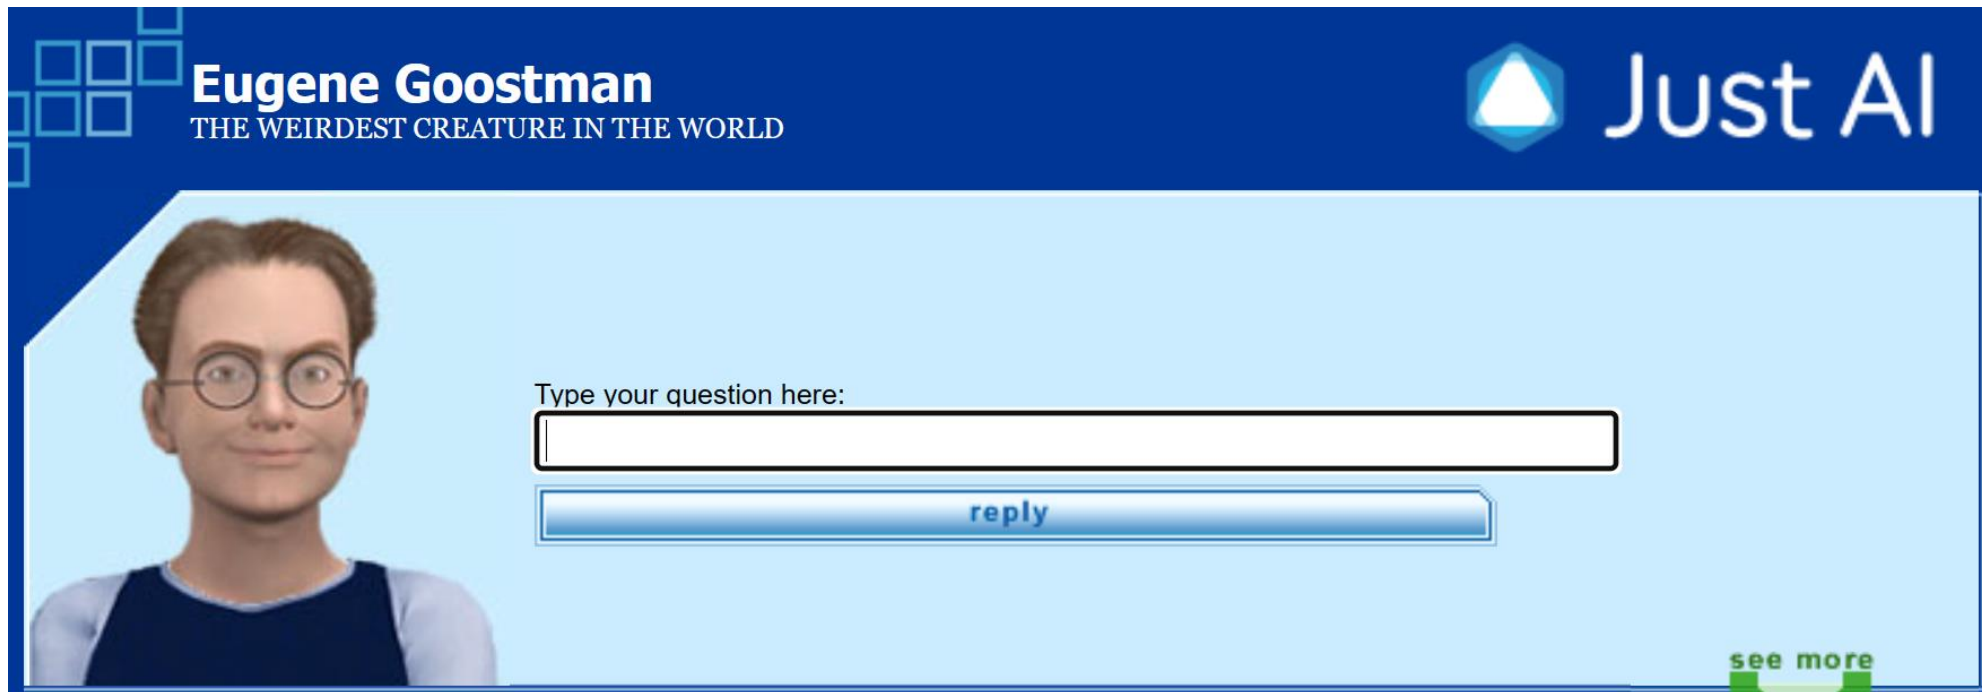 Eugene Goostman
THE WEIRDEST CREATURE IN THE WORLD
Just AI
Type your question here:
reply
see more